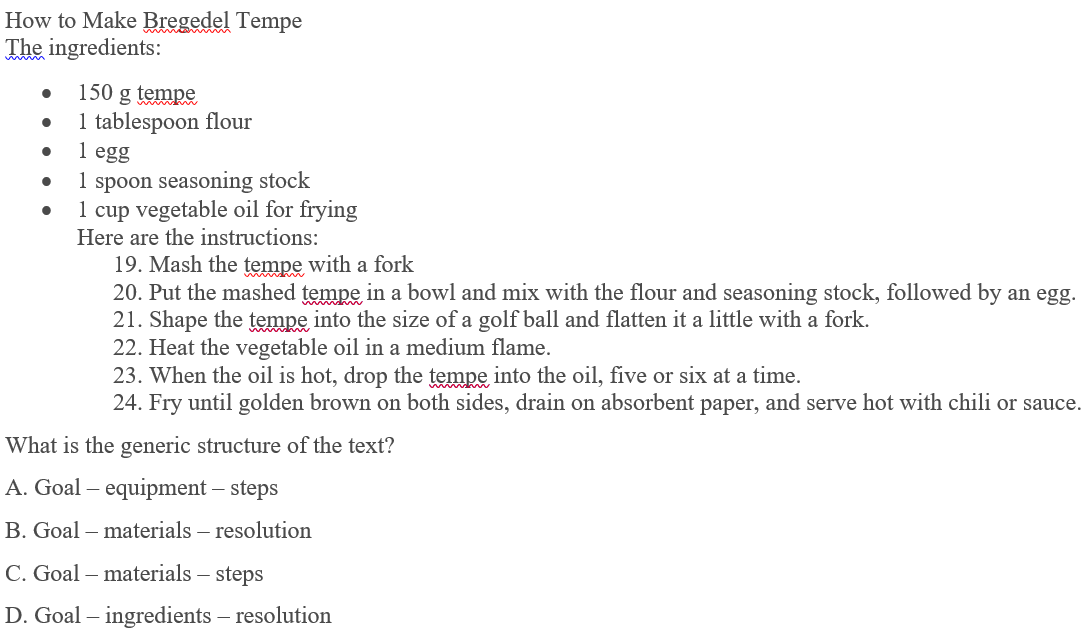 How to Make Bregedel Tempe
The ingredients:
• 150 g tempe
• 1 tablespoon flour
• 1 egg
• 1 spoon seasoning stock
• 1 cup vegetable oil for frying
Here are the instructions:
19. Mash the tempe with a fork
20. Put the mashed tempe in a bowl and mix with the flour and seasoning stock, followed by an egg.
21. Shape the tempe into the size of a golf ball and flatten it a little with a fork.
22. Heat the vegetable oil in a medium flame.
23. When the oil is hot, drop the tempe into the oil, five or six at a time.
24. Fry until golden brown on both sides, drain on absorbent paper, and serve hot with chili or sauce.
What is the generic structure of the text?
A. Goal – equipment – steps
B. Goal – materials – resolution
C. Goal – materials – steps
D. Goal – ingredients – resolution